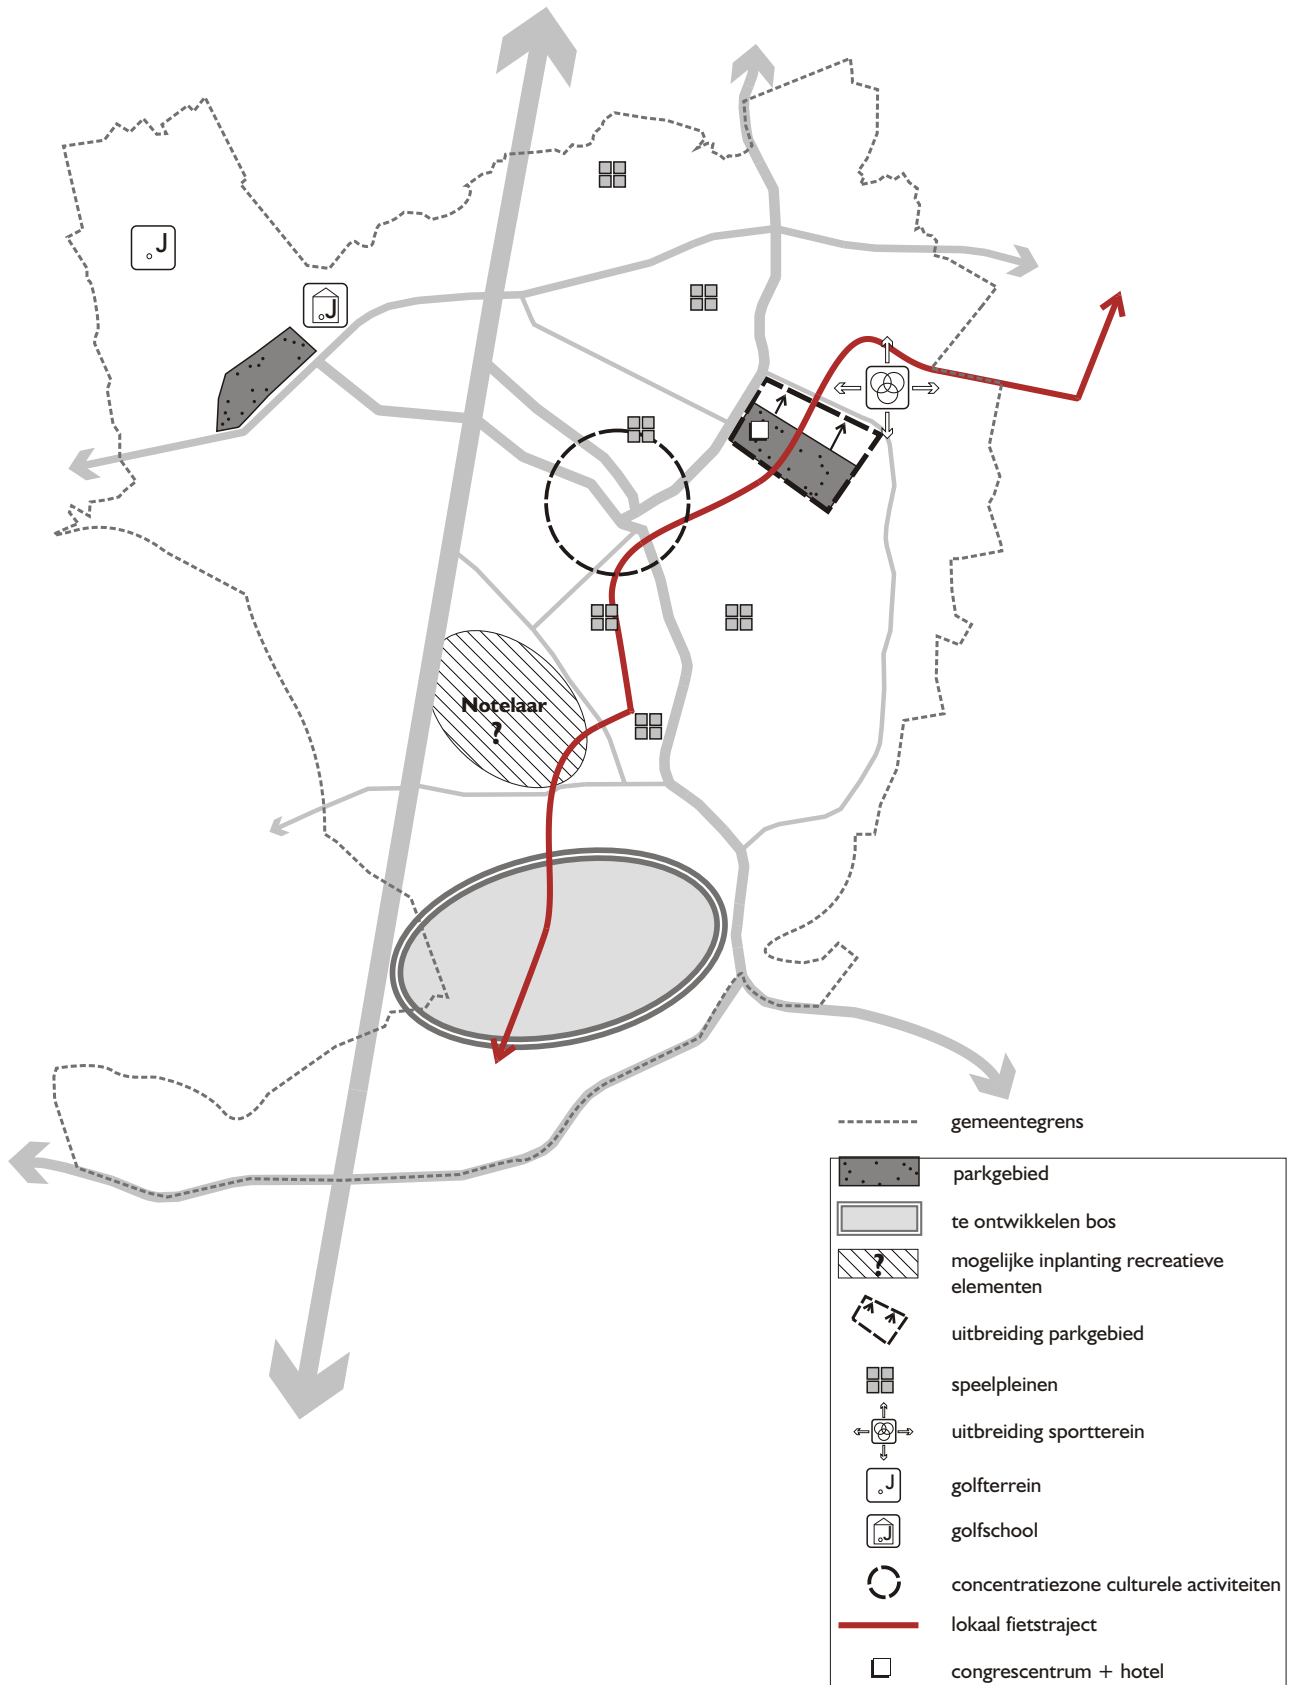 J
J
Notelaar
?
gemeentegrens
parkgebied
te ontwikkelen bos
?
mogelijke inplanting recreatieve
elementen
uitbreiding parkgebied
speelpleinen
uitbreiding sportterein
J
golfterrein
J
golfschool
concentratiezone culturele activiteiten
lokaal fietstraject
congrescentrum + hotel